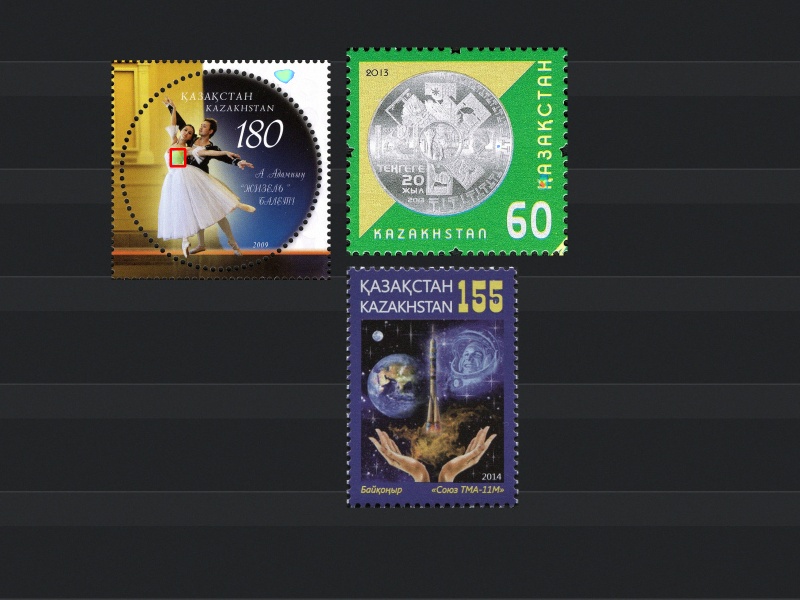 ҚАЗАҚСТАН
KAZAKHSTAN
180
А. Адамның
"ЖИЗЕЛЬ"
БАЛЕТІ
2009
2013
ТЕҢГЕГЕ
20
ЖЫЛ
2013
ҚАЗАҚСТАН
KAZAKHSTAN
60
ҚАЗАҚСТАН
KAZAKHSTAN
155
2014
Байқоңыр
«Союз ТМА-11М»